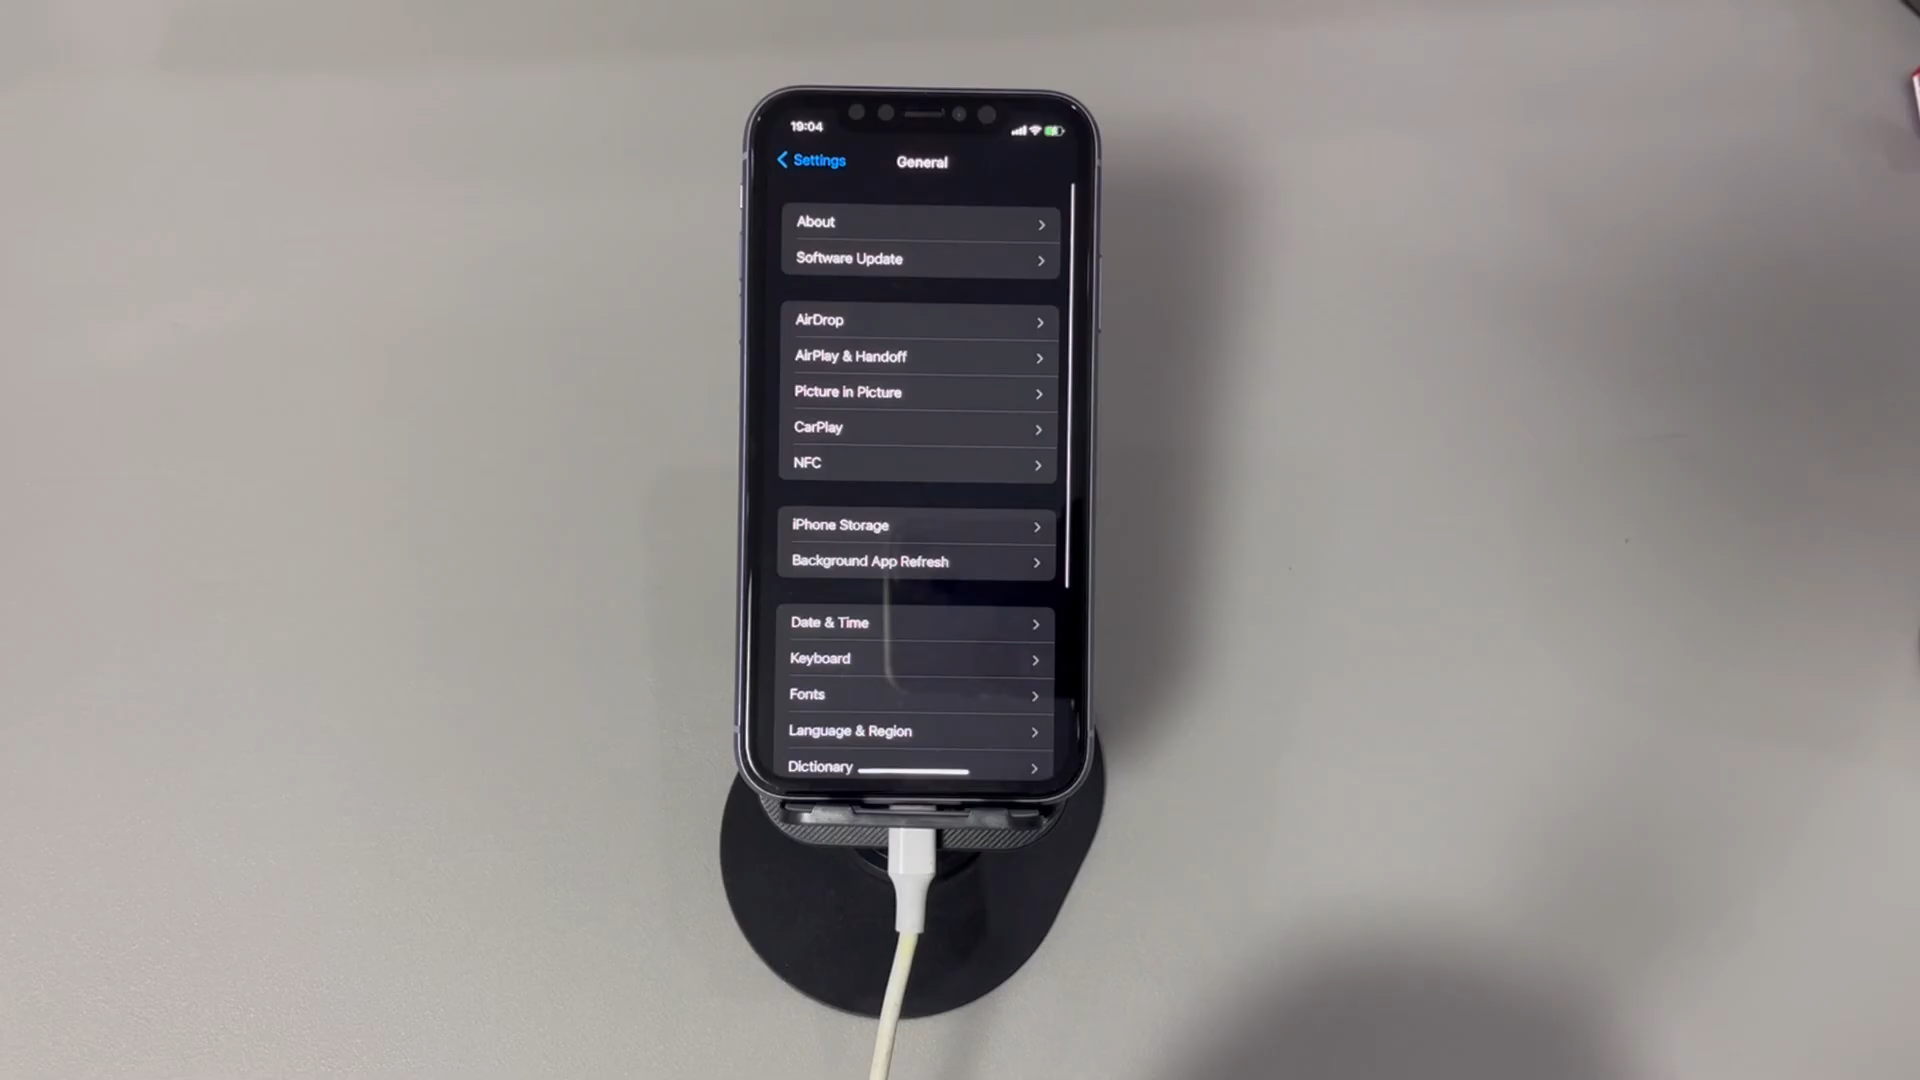 19:04
Settings
General
About
Software Update
AirDrop
AirPlay & Handoff
Picture in Picture
CarPlay
NFC
iPhone Storage
Background App Refresh
Date & Time
Keyboard
Fonts
Language & Region
Dictionary